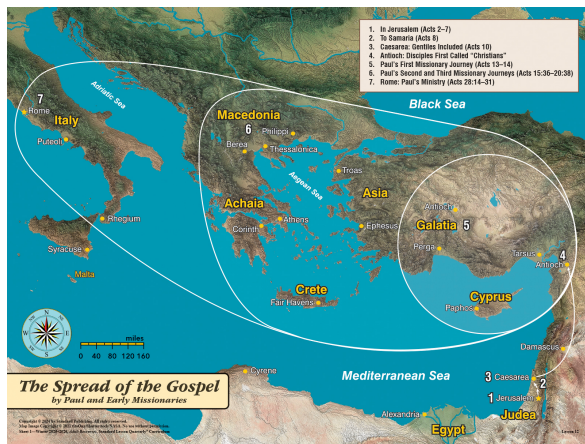 1. In Jerusalem (Acts 2–7)
2. To Samaria (Acts 8)
3. Caesarea: Gentiles Included (Acts 10)
4. Antioch: Disciples First Called “Christians”
5. Paul’s First Missionary Journey (Acts 13–14)
6. Paul’s Second and Third Missionary Journeys (Acts 15:36–20:38)
7. Rome: Paul’s Ministry (Acts 28:14–31)
Adriatic Sea
Black Sea
7
Rome
Italy
Puteoli
Macedonia
6
Philippi
Berea
Thessalonica
Aegean Sea
Troas
Asia
Achaia
Athens
Corinth
Ephesus
Antioch
Galatia
5
Perga
Rhegium
Syracuse
Malta
Tarsus
4
Antioch
Crete
Fair Havens
Cyprus
Paphos
N
E
S
W
miles
0 40 80 120 160
Damascus
Cyrene
Mediterranean Sea
3 Caesarea
2
1 Jerusalem
Judea
Alexandria
Egypt
The Spread of the Gospel
by Paul and Early Missionaries